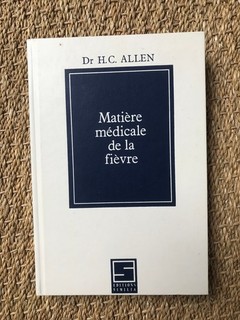 Dr H.C. ALLEN
Matière
médicale
de la
fièvre
EDITIONS
SIMILIA